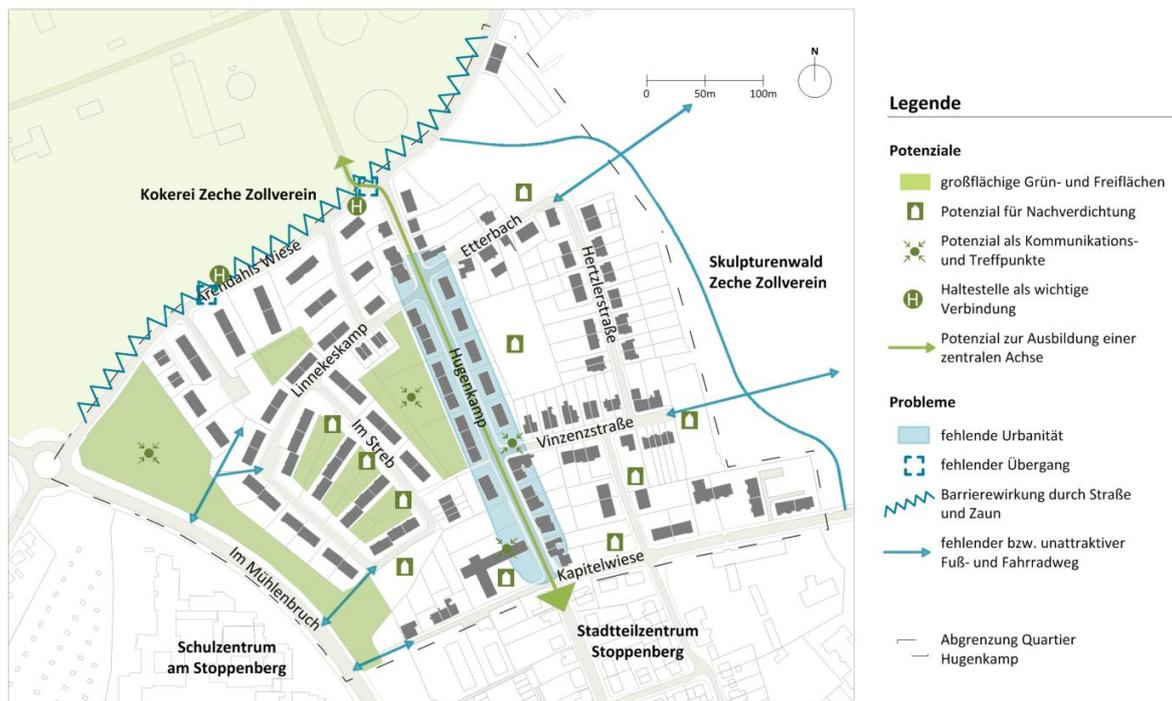 N
0
50m
100m
Kokerei Zeche Zollverein
H
H
Arendahls Wiese
Etterbach
Hertzlerstraße
Skulpturenwald
Zeche Zollverein
Linnekeskamp
Hugenkamp
Im Streb
Vinzenzstraße
Kapitelwiese
Im Mühlenbruch
Schulzentrum
am Stoppenberg
Stadtteilzentrum
Stoppenberg
Legende
Potenziale
großflächige Grün- und Freiflächen
Potenzial für Nachverdichtung
Potenzial als Kommunikations-
und Treffpunkte
H
Haltestelle als wichtige
Verbindung
Potenzial zur Ausbildung einer
zentralen Achse
Probleme
fehlende Urbanität
fehlender Übergang
Barrierewirkung durch Straße
und Zaun
fehlender bzw. unattraktiver
Fuß- und Fahrradweg
Abgrenzung Quartier
Hugenkamp